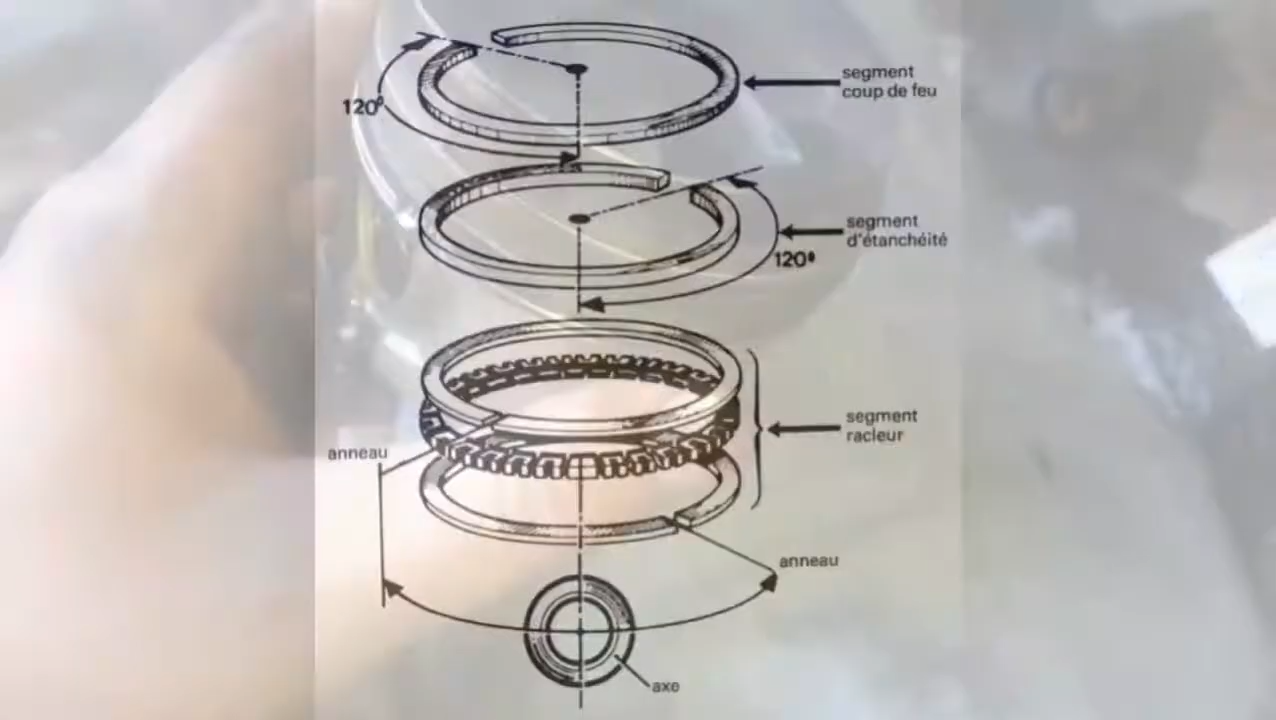 segment
coup de feu
120°
segment
d'étanchéité
120°
segment
racleur
anneau
anneau
axe